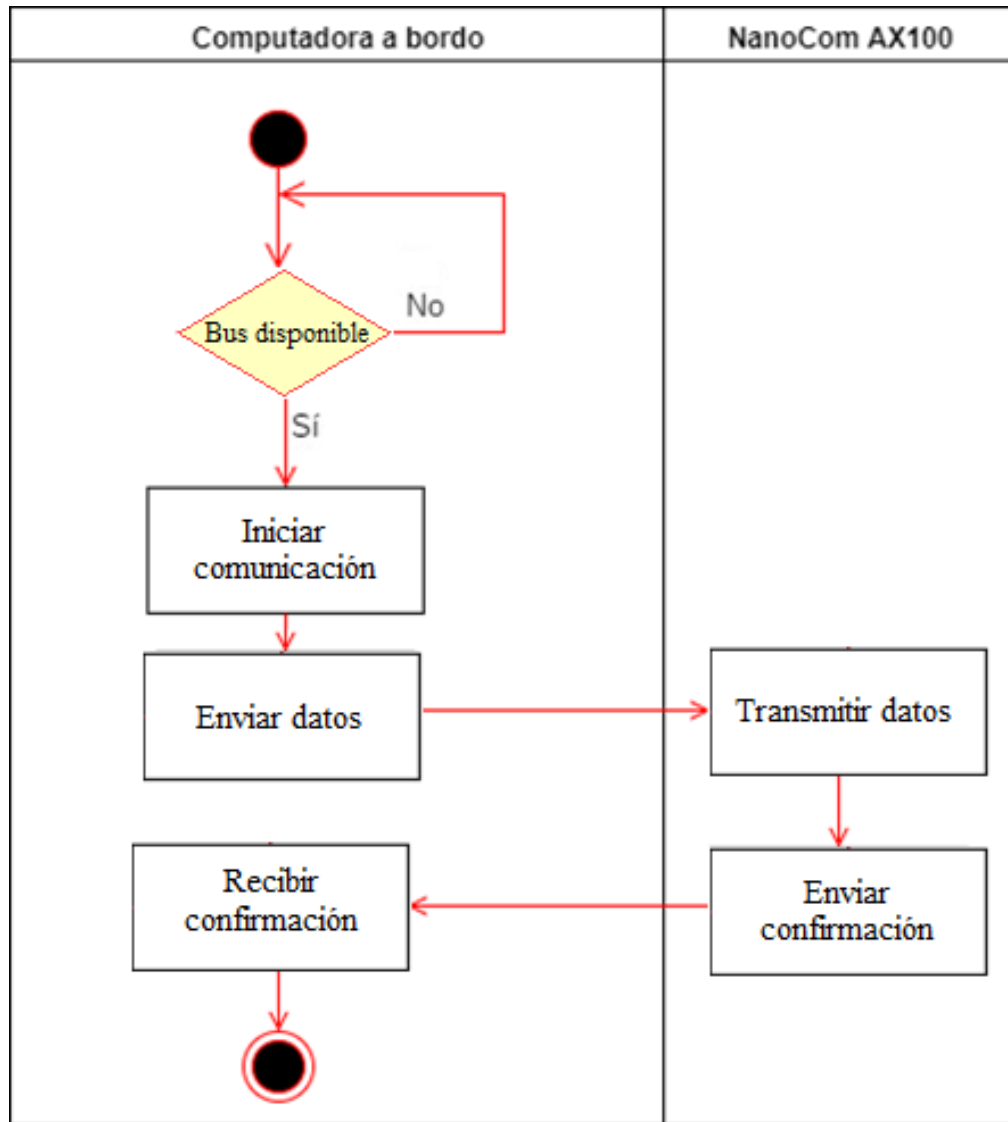 Computadora a bordo
NanoCom AX100
Bus disponible
No
Sí
Iniciar
comunicación
Enviar datos
Transmitir datos
Enviar
confirmación
Recibir
confirmación